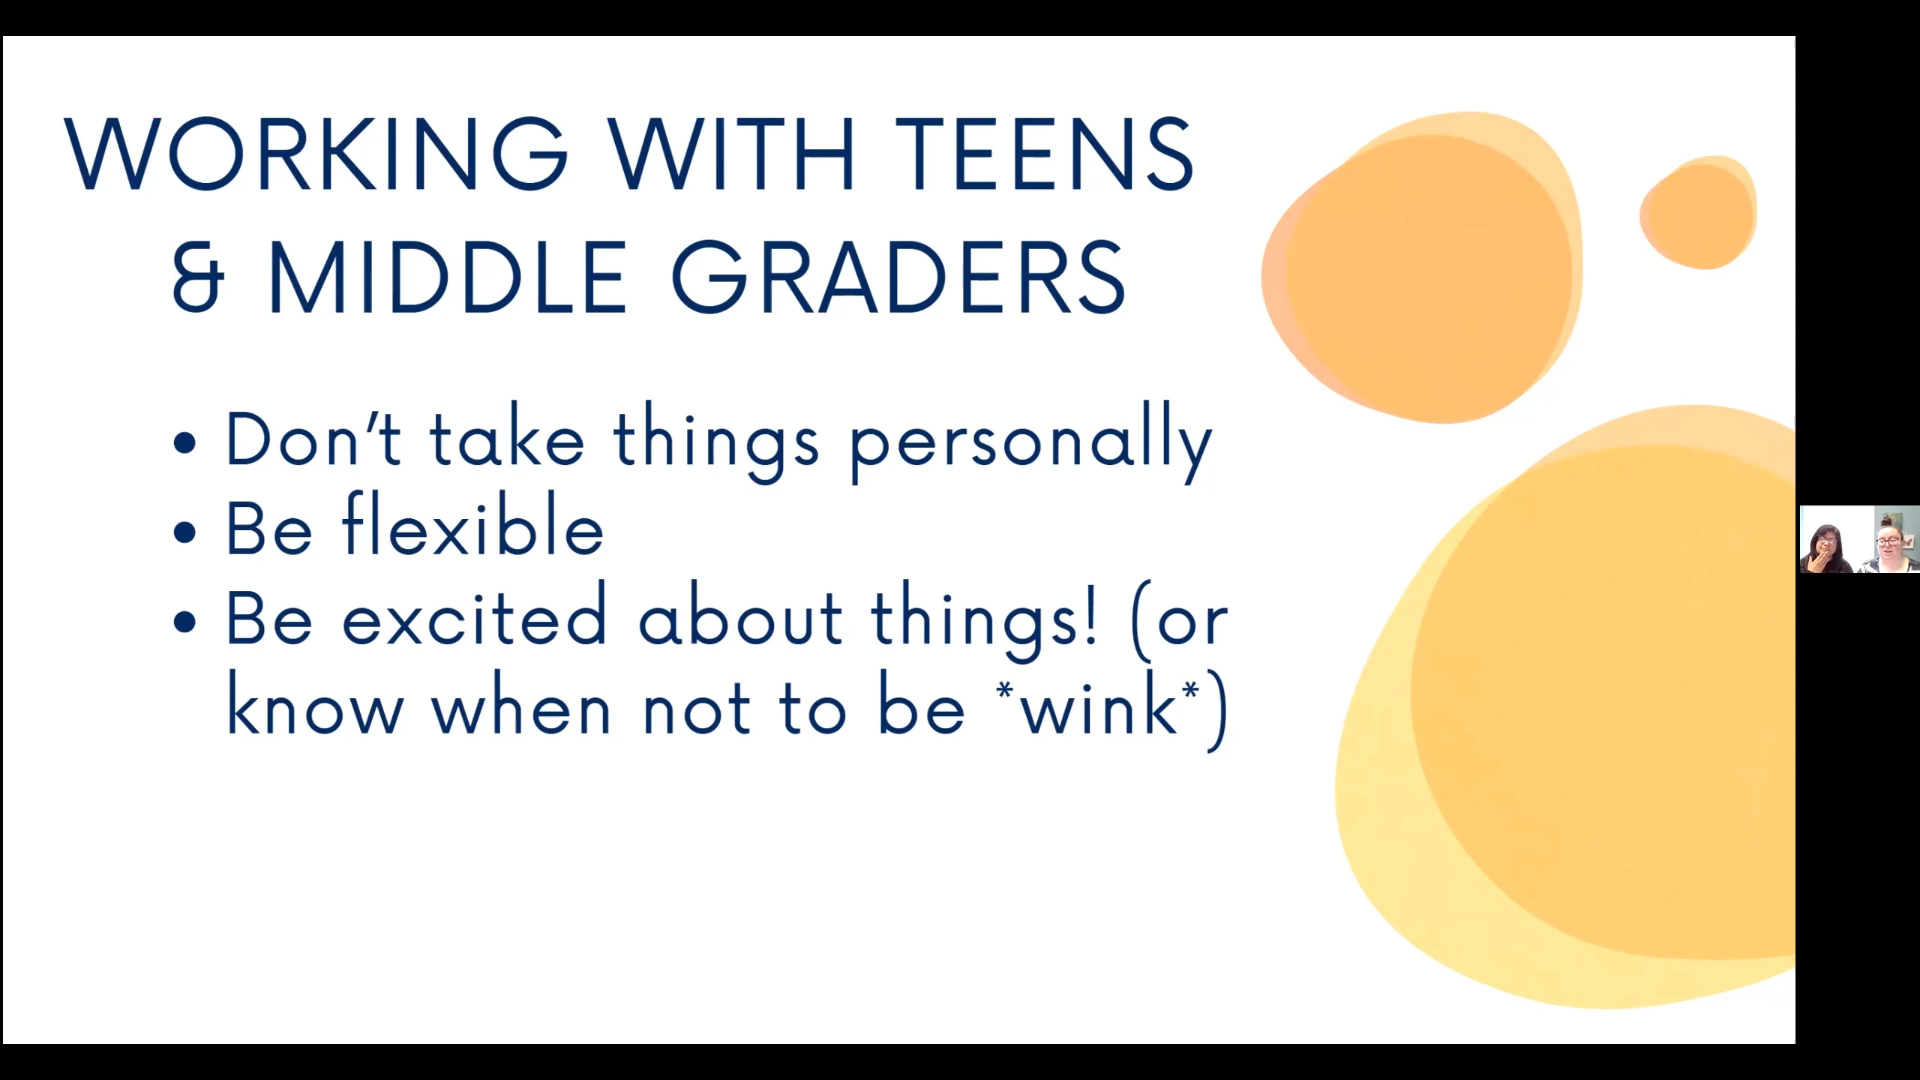 WORKING WITH TEENS
& MIDDLE GRADERS
• Don't take things personally
• Be flexible
• Be excited about things! (or
know when not to be *wink*)